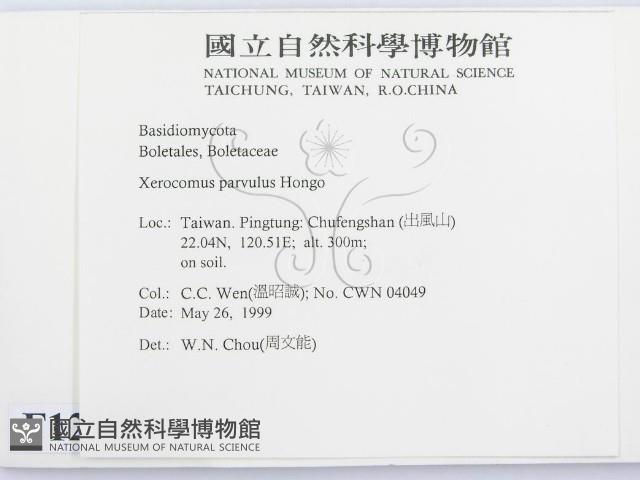 國立自然科學博物館
NATIONAL MUSEUM OF NATURAL SCIENCE
TAICHUNG, TAIWAN, R.O.CHINA
Basidiomycota
Boletales, Boletaceae
Xerocomus parvulus Hongo
Loc.: Taiwan. Pingtung: Chufengshan (出風山)
22.04N, 120.51E; alt. 300m;
on soil.
Col.: C.C. Wen(溫昭誠); No. CWN 04049
Date: May 26, 1999
Det.: W.N. Chou(周文能)
國立自然科學博物館
NATIONAL MUSEUM OF NATURAL SCIENCE